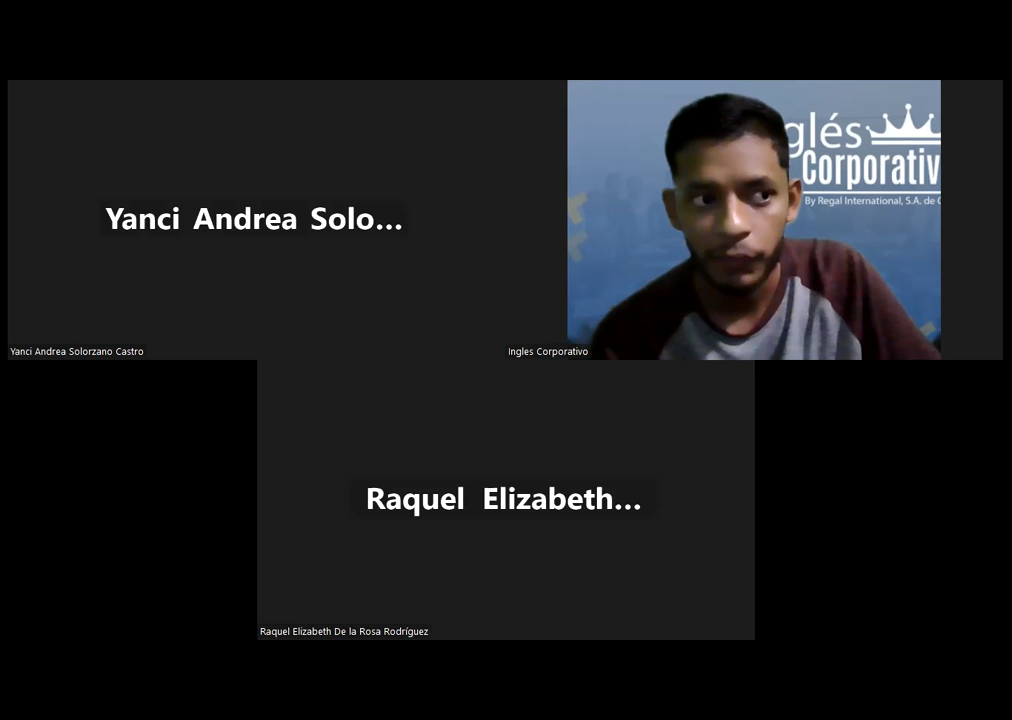 glés
Corporativ
By Regal International, S.A. de C
Yanci Andrea Solo...
Yanci Andrea Solorzano Castro
Ingles Corporativo
Raquel Elizabeth...
Raquel Elizabeth De la Rosa Rodríguez